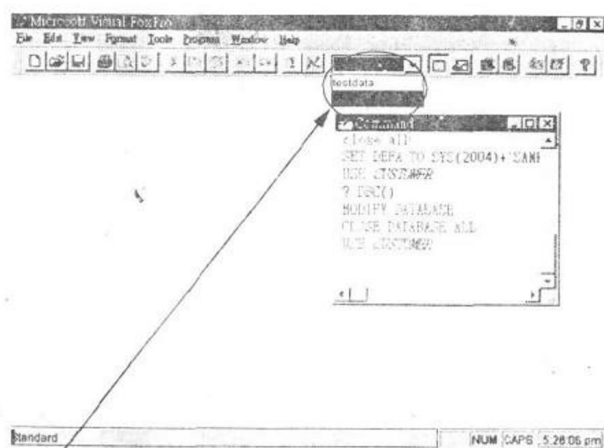 Microsoft Visual FoxPro
File Edit View Format Tools Program Window Help
testdata
Command
close all
SET DEFA TO SYS(2004)+'SAMP
USE CUSTOMER
? DBC()
MODIFY DATABASE
CLOSE DATABASE ALL
USE CUSTOMER
Standard
NUM CAPS 5:28:06 pm